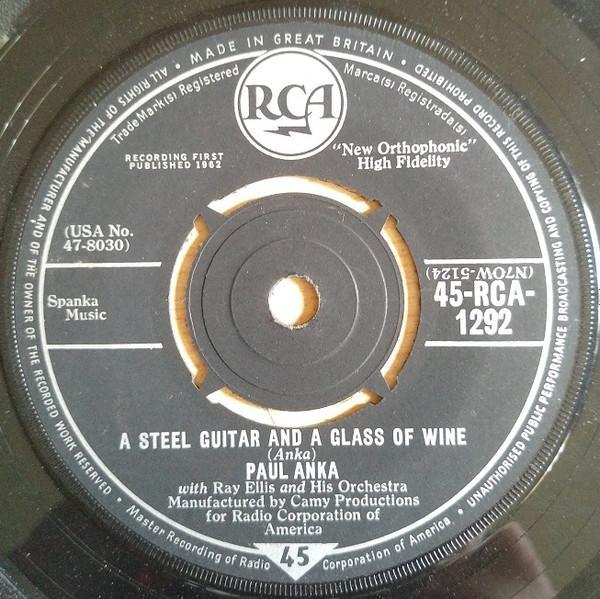 MADE IN GREAT BRITAIN
ALL RIGHTS OF THE MANUFACTURER AND OF THE OWNER OF THE RECORDED WORK RESERVED
UNAUTHORISED PUBLIC PERFORMANCE BROADCASTING AND COPYING OF THIS RECORD PROHIBITED
TradeMark(s) Registered
RCA
Marca(s) Registrada(s)
RECORDING FIRST
PUBLISHED 1962
"New Orthophonic"
High Fidelity
(USA No.
47-8030)
(N7OW-5124)
Spanka
Music
45-RCA-
1292
A STEEL GUITAR AND A GLASS OF WINE
(Anka)
PAUL ANKA
with Ray Ellis and His Orchestra
Manufactured by Camy Productions
for Radio Corporation of
America
Master Recording of Radio Corporation of America
45